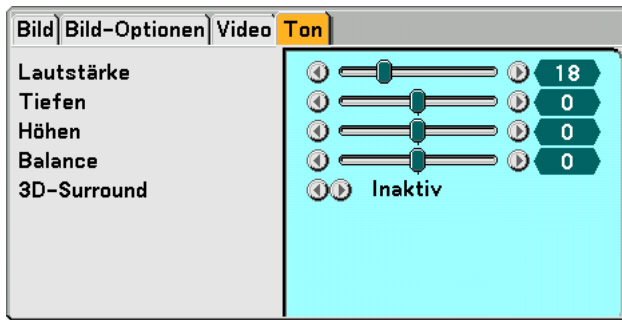 Bild Bild-Optionen Video Ton
Lautstärke 18
Tiefen 0
Höhen 0
Balance 0
3D-Surround Inaktiv